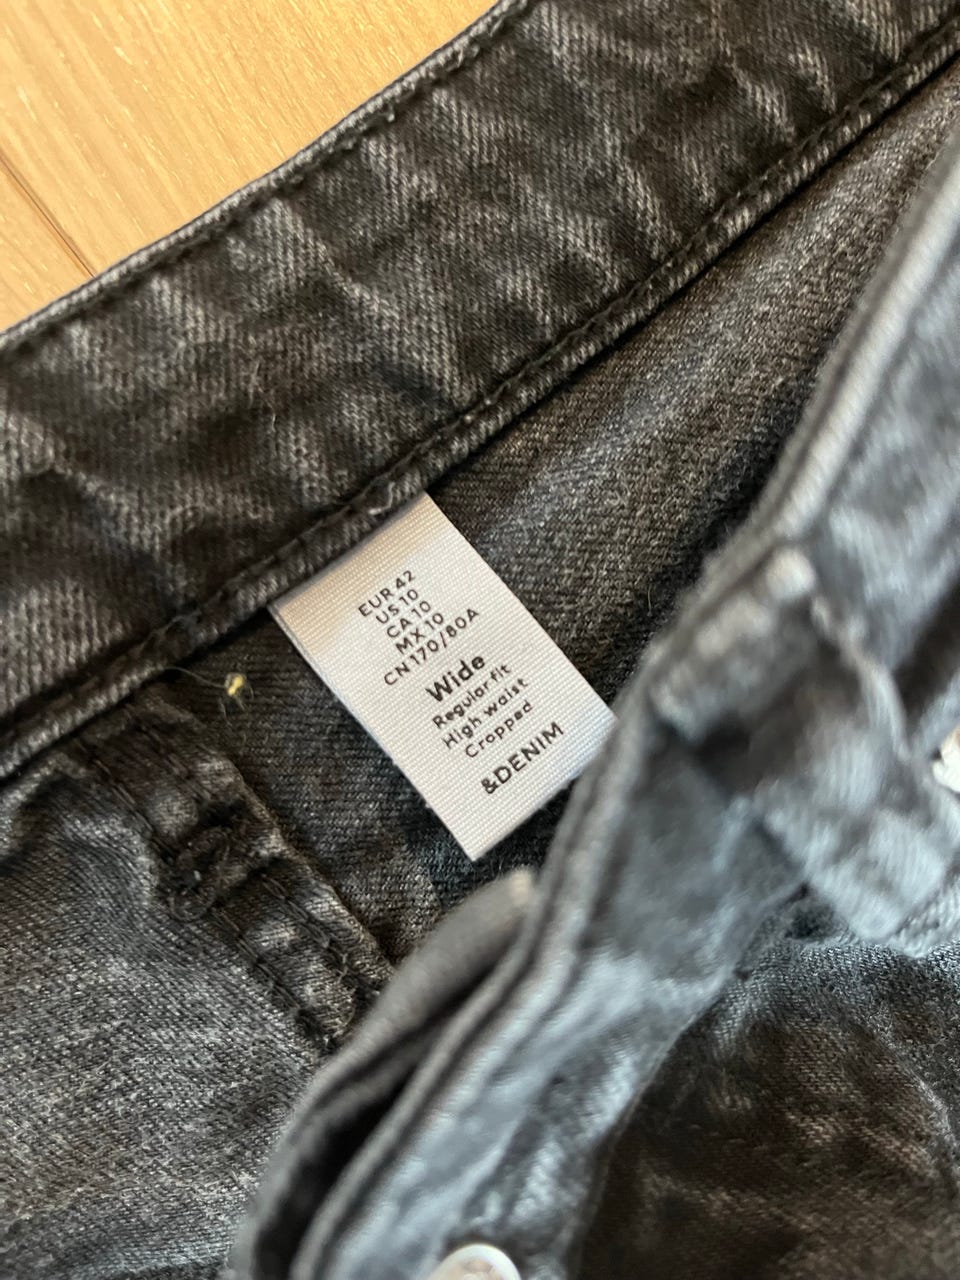 EUR 42
US 10
CA 10
MX 10
CN 170/80A
Wide
Regular fit
High waist
Cropped
&DENIM